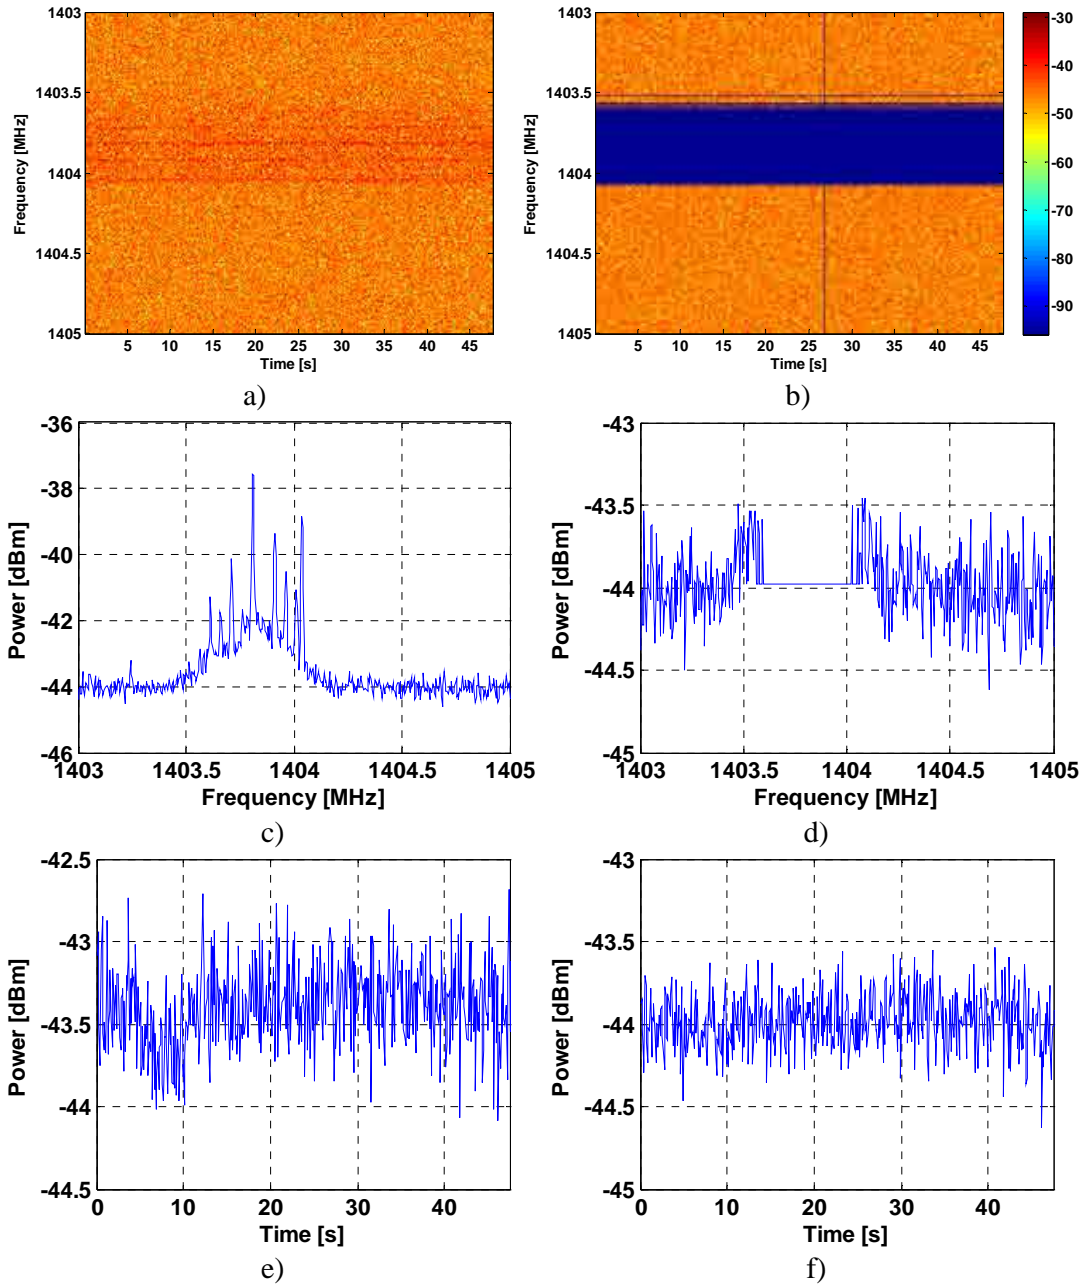 1403
1403.5
1404
1404.5
1405
Frequency [MHz]
5 10 15 20 25 30 35 40 45
Time [s]
a)
1403
1403.5
1404
1404.5
1405
Frequency [MHz]
5 10 15 20 25 30 35 40 45
Time [s]
b)
-30
-40
-50
-60
-70
-80
-90
-36
-38
-40
-42
-44
-46
Power [dBm]
1403 1403.5 1404 1404.5 1405
Frequency [MHz]
c)
-43
-43.5
-44
-44.5
-45
Power [dBm]
1403 1403.5 1404 1404.5 1405
Frequency [MHz]
d)
-42.5
-43
-43.5
-44
-44.5
Power [dBm]
0 10 20 30 40
Time [s]
e)
-43
-43.5
-44
-44.5
-45
Power [dBm]
0 10 20 30 40
Time [s]
f)